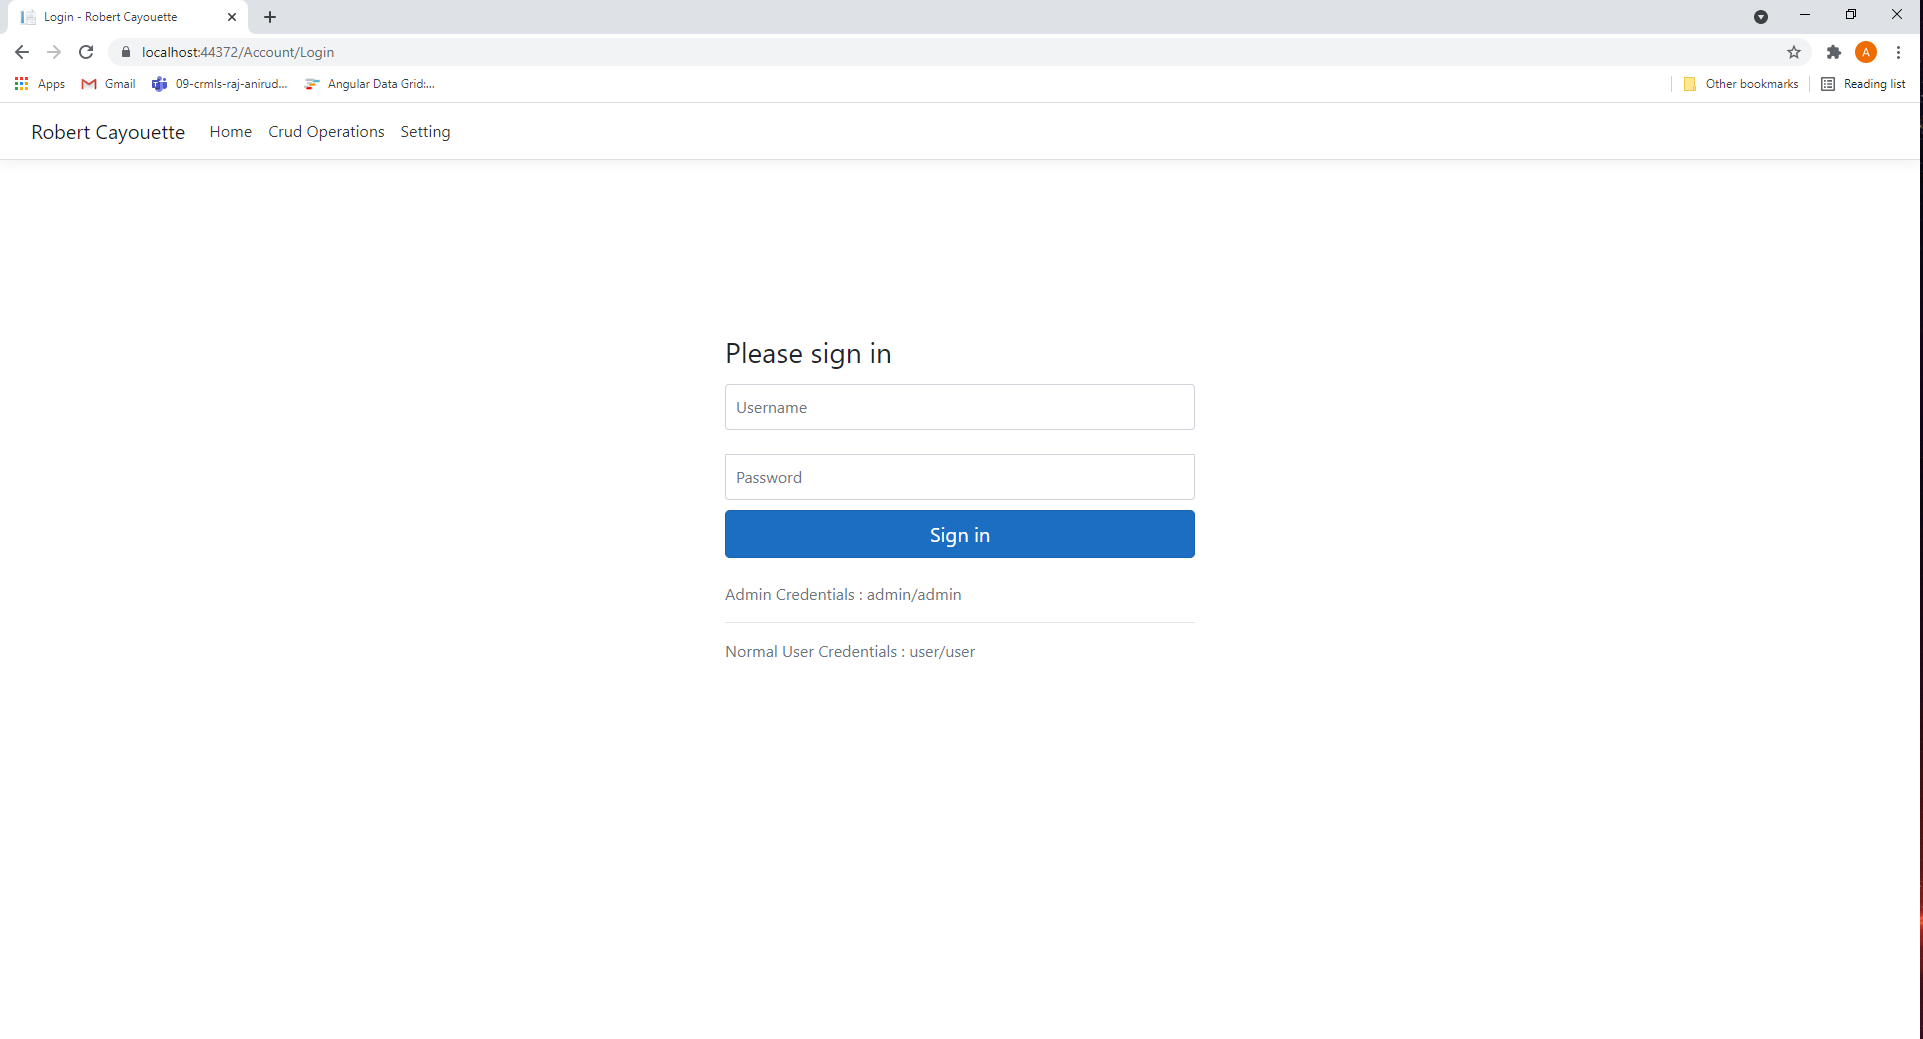 Login - Robert Cayouette
localhost:44372/Account/Login
A
Apps Gmail 09-crmls-raj-anirud... Angular Data Grid:... Other bookmarks Reading list
Robert Cayouette Home Crud Operations Setting
Please sign in
Username
Password
Sign in
Admin Credentials : admin/admin
Normal User Credentials : user/user